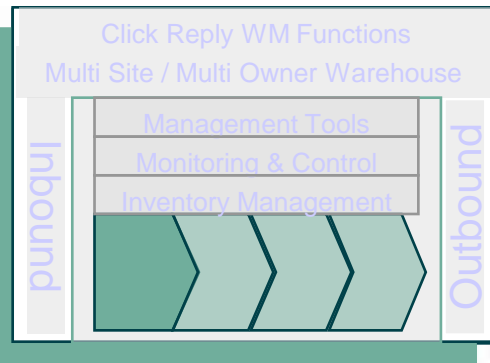 Click Reply WM Functions
Multi Site / Multi Owner Warehouse
Inbound
Management Tools
Monitoring & Control
Inventory Management
Outbound